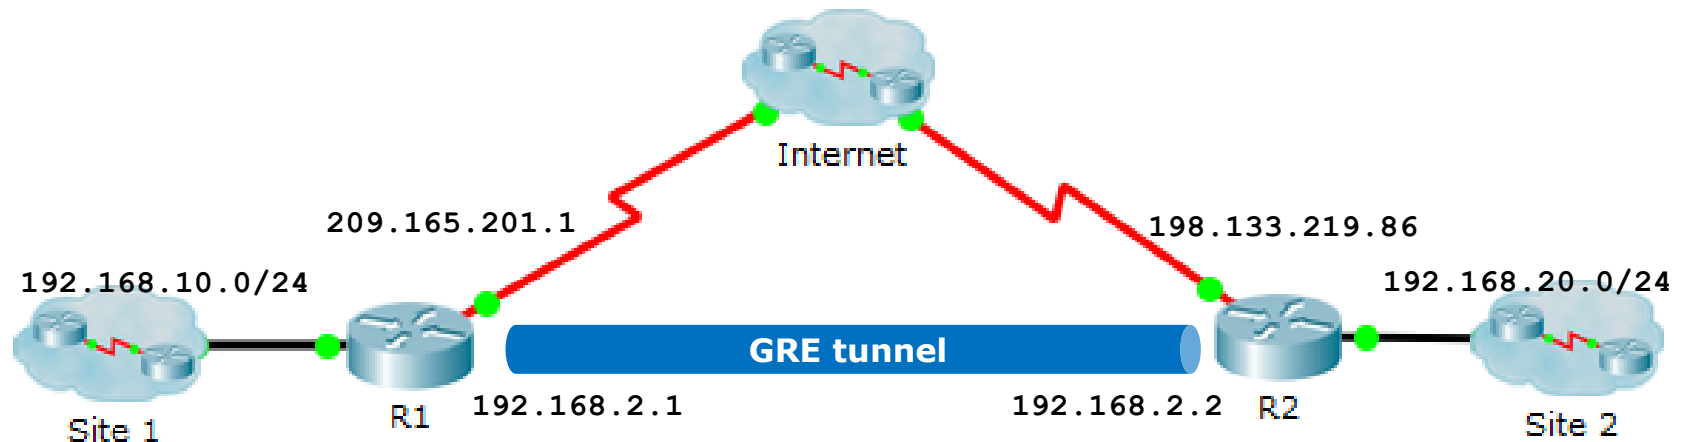 Internet
209.165.201.1
198.133.219.86
192.168.10.0/24
192.168.20.0/24
GRE tunnel
192.168.2.1
192.168.2.2
R1
R2
Site 1
Site 2